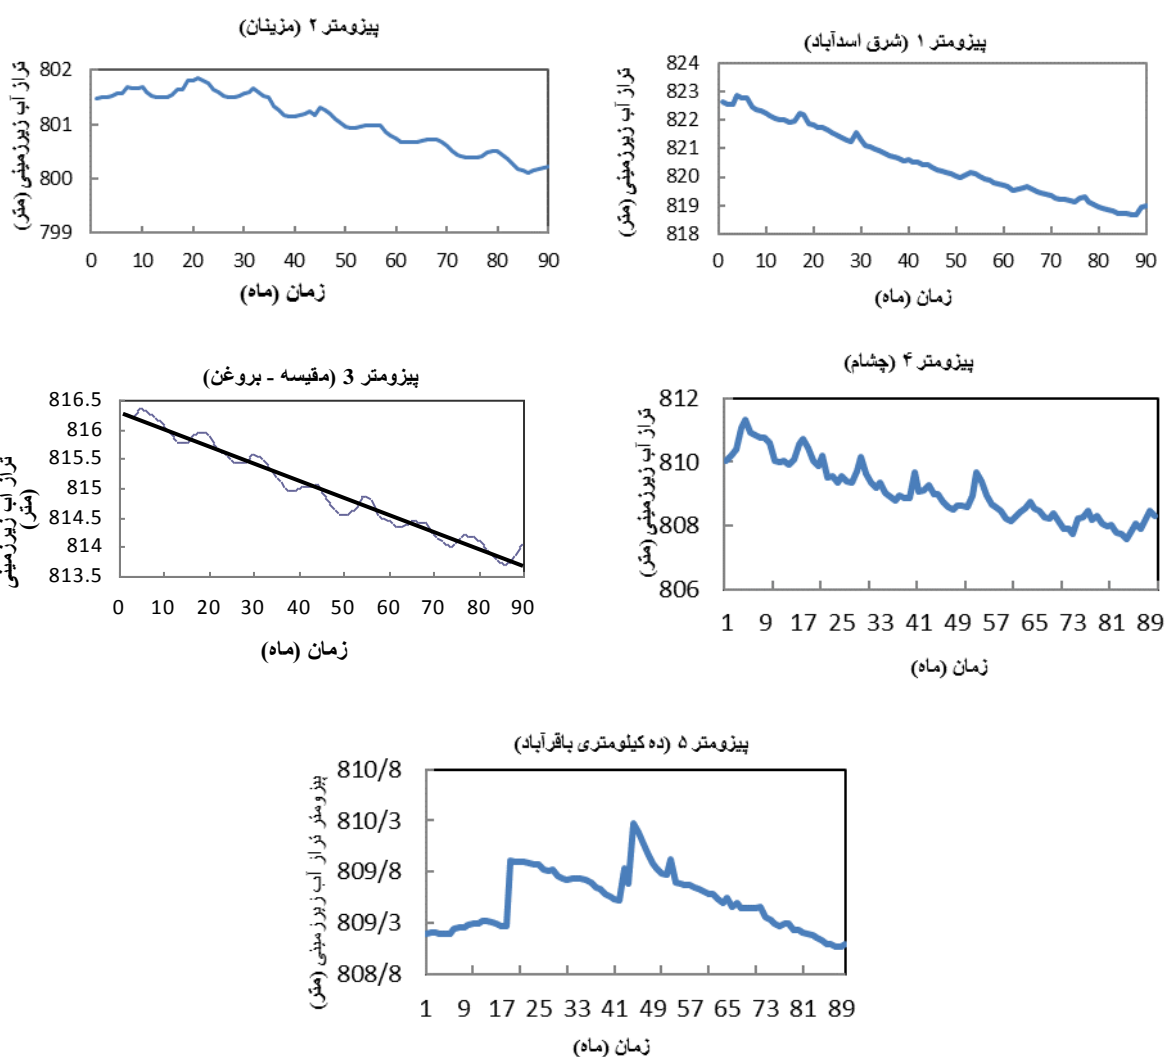 پیزومتر ۲ (مزینان)
تراز آب زیرزمینی (متر)
802
801
800
799
0 10 20 30 40 50 60 70 80 90
زمان (ماه)
پیزومتر ۱ (شرق اسدآباد)
تراز آب زیرزمینی (متر)
824
823
822
821
820
819
818
0 10 20 30 40 50 60 70 80 90
زمان (ماه)
پیزومتر 3 (مقیسه - بروغن)
تراز آب زیرزمینی
(متر)
816.5
816
815.5
815
814.5
814
813.5
0 10 20 30 40 50 60 70 80 90
زمان (ماه)
پیزومتر ۴ (چشام)
تراز آب زیرزمینی (متر)
812
810
808
806
1 9 17 25 33 41 49 57 65 73 81 89
زمان (ماه)
پیزومتر ۵ (ده کیلومتری باقرآباد)
پیزومتر تراز آب زیرزمینی (متر)
810/8
810/3
809/8
809/3
808/8
1 9 17 25 33 41 49 57 65 73 81 89
زمان (ماه)